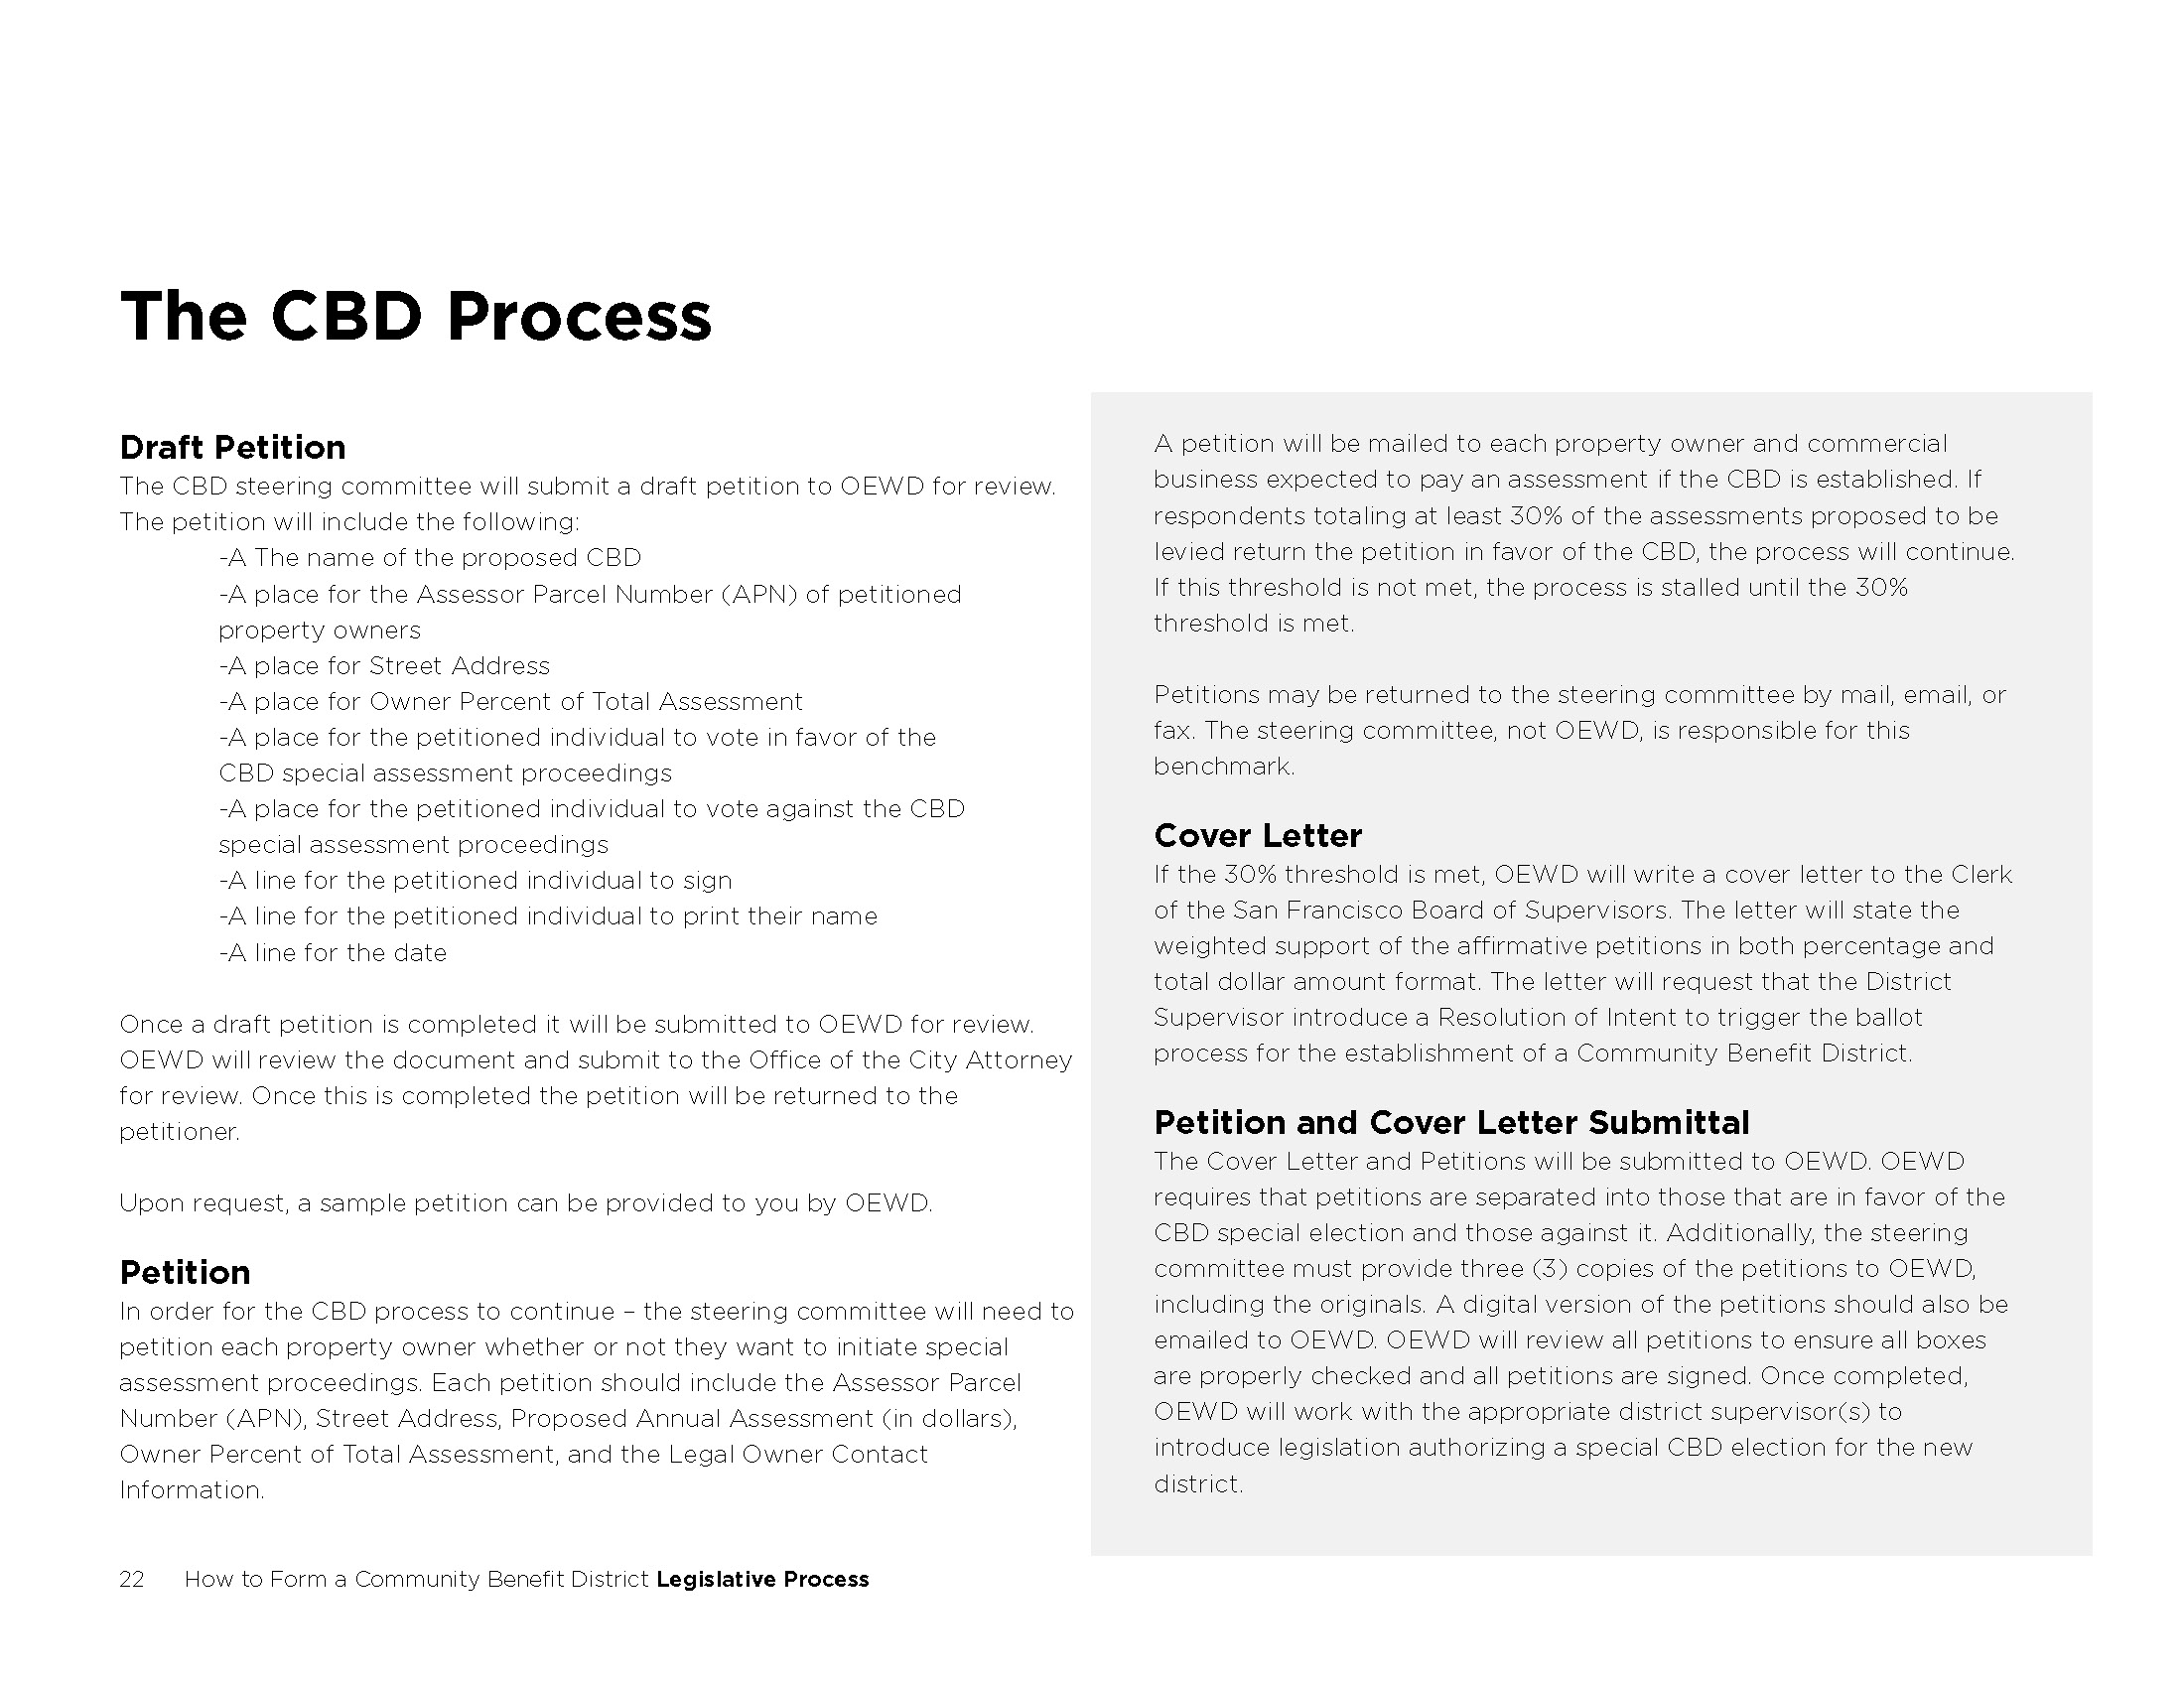 The CBD Process
Draft Petition
The CBD steering committee will submit a draft petition to OEWD for review.
The petition will include the following:
-A The name of the proposed CBD
-A place for the Assessor Parcel Number (APN) of petitioned
property owners
-A place for Street Address
-A place for Owner Percent of Total Assessment
-A place for the petitioned individual to vote in favor of the
CBD special assessment proceedings
-A place for the petitioned individual to vote against the CBD
special assessment proceedings
-A line for the petitioned individual to sign
-A line for the petitioned individual to print their name
-A line for the date
Once a draft petition is completed it will be submitted to OEWD for review.
OEWD will review the document and submit to the Office of the City Attorney
for review. Once this is completed the petition will be returned to the
petitioner.
Upon request, a sample petition can be provided to you by OEWD.
Petition
In order for the CBD process to continue – the steering committee will need to
petition each property owner whether or not they want to initiate special
assessment proceedings. Each petition should include the Assessor Parcel
Number (APN), Street Address, Proposed Annual Assessment (in dollars),
Owner Percent of Total Assessment, and the Legal Owner Contact
Information.
A petition will be mailed to each property owner and commercial
business expected to pay an assessment if the CBD is established. If
respondents totaling at least 30% of the assessments proposed to be
levied return the petition in favor of the CBD, the process will continue.
If this threshold is not met, the process is stalled until the 30%
threshold is met.
Petitions may be returned to the steering committee by mail, email, or
fax. The steering committee, not OEWD, is responsible for this
benchmark.
Cover Letter
If the 30% threshold is met, OEWD will write a cover letter to the Clerk
of the San Francisco Board of Supervisors. The letter will state the
weighted support of the affirmative petitions in both percentage and
total dollar amount format. The letter will request that the District
Supervisor introduce a Resolution of Intent to trigger the ballot
process for the establishment of a Community Benefit District.
Petition and Cover Letter Submittal
The Cover Letter and Petitions will be submitted to OEWD. OEWD
requires that petitions are separated into those that are in favor of the
CBD special election and those against it. Additionally, the steering
committee must provide three (3) copies of the petitions to OEWD,
including the originals. A digital version of the petitions should also be
emailed to OEWD. OEWD will review all petitions to ensure all boxes
are properly checked and all petitions are signed. Once completed,
OEWD will work with the appropriate district supervisor(s) to
introduce legislation authorizing a special CBD election for the new
district.
22 How to Form a Community Benefit District Legislative Process